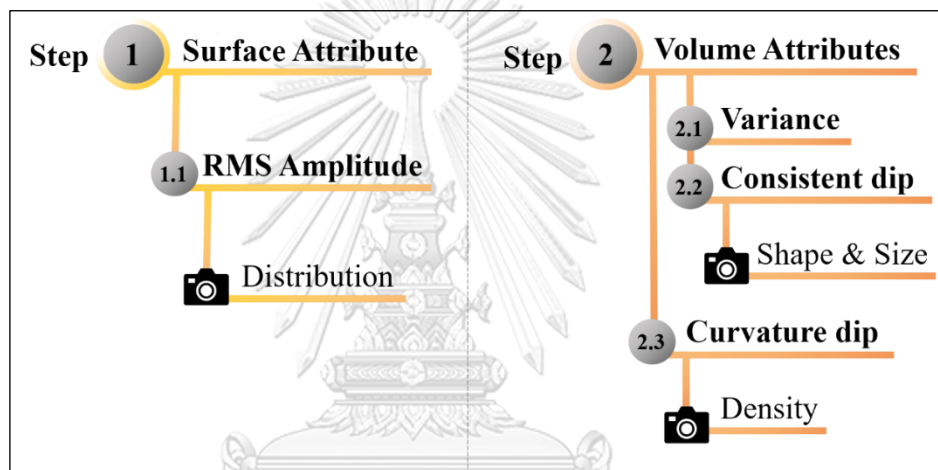 Step 1 Surface Attribute
1.1 RMS Amplitude
Distribution
Step 2 Volume Attributes
2.1 Variance
2.2 Consistent dip
Shape & Size
2.3 Curvature dip
Density